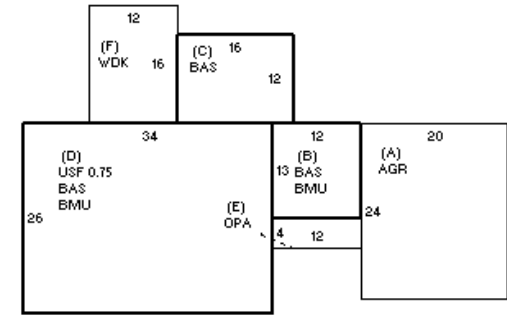 12
(F)
WDK
16
(C)
BAS
16
12
34
(D)
USF 0.75
BAS
BMU
26
(E)
OPA
12
(B)
13 BAS
BMU
4
12
20
(A)
AGR
24